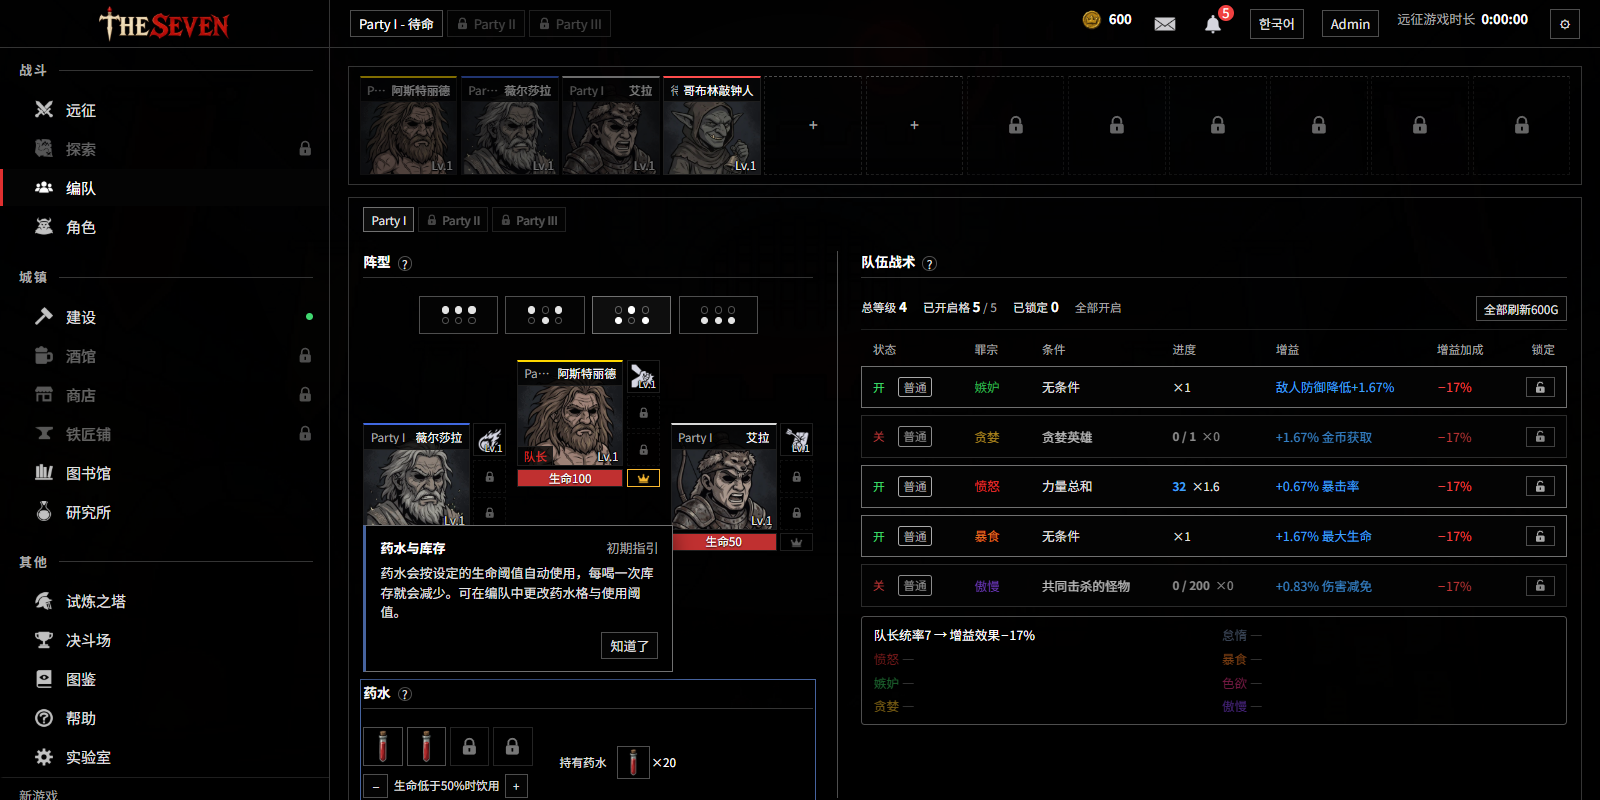 THE SEVEN
Party I - 待命
Party II
Party III
600
5
한국어
Admin
远征游戏时长 0:00:00
战斗
远征
探索
编队
角色
城镇
建设
酒馆
商店
铁匠铺
图书馆
研究所
其他
试炼之塔
决斗场
图鉴
帮助
实验室
新游戏
P··· 阿斯特丽德
Lv.1
Par··· 薇尔莎拉
Lv.1
Party I 艾拉
Lv.1
哥布林敲钟人
Lv.1
+
+
Party I
Party II
Party III
阵型 ?
Pa··· 阿斯特丽德
Lv.1
队长 Lv.1
生命100
Party I 薇尔莎拉
Lv.1
Lv.1
Party I 艾拉
Lv.1
Lv.1
生命50
药水与库存 初期指引
药水会按设定的生命阈值自动使用，每喝一次库
存就会减少。可在编队中更改药水格与使用阈
值。
知道了
药水 ?
持有药水 ×20
− 生命低于50%时饮用 +
队伍战术 ?
总等级 4 已开启格 5 / 5 已锁定 0 全部开启
全部刷新600G
状态 罪宗 条件 进度 增益 增益加成 锁定
开 普通 嫉妒 无条件 ×1 敌人防御降低+1.67% −17%
关 普通 贪婪 贪婪英雄 0 / 1 ×0 +1.67% 金币获取 −17%
开 普通 愤怒 力量总和 32 ×1.6 +0.67% 暴击率 −17%
开 普通 暴食 无条件 ×1 +1.67% 最大生命 −17%
关 普通 傲慢 共同击杀的怪物 0 / 200 ×0 +0.83% 伤害减免 −17%
队长统率7 → 增益效果−17%
怠惰 —
愤怒 —
暴食 —
嫉妒 —
色欲 —
贪婪 —
傲慢 —